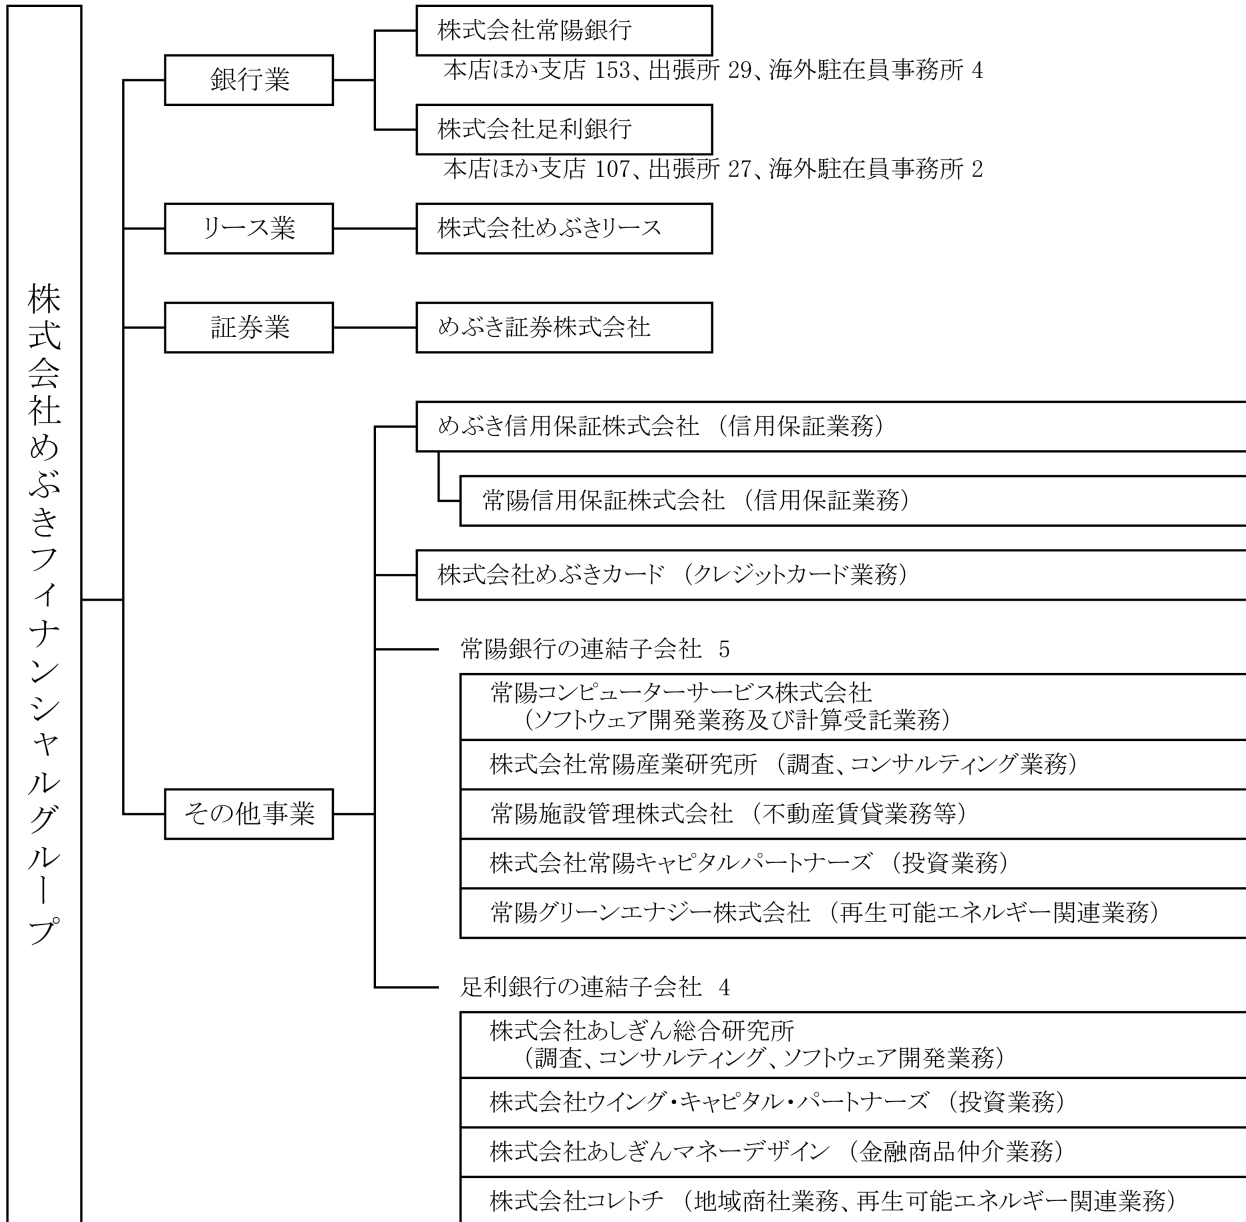 株式会社めぶきフィナンシャルグループ
銀行業
株式会社常陽銀行
本店ほか支店 153、出張所 29、海外駐在員事務所 4
株式会社足利銀行
本店ほか支店 107、出張所 27、海外駐在員事務所 2
リース業
株式会社めぶきリース
証券業
めぶき証券株式会社
その他事業
めぶき信用保証株式会社 （信用保証業務）
常陽信用保証株式会社 （信用保証業務）
株式会社めぶきカード （クレジットカード業務）
常陽銀行の連結子会社 5
常陽コンピューターサービス株式会社
（ソフトウェア開発業務及び計算受託業務）
株式会社常陽産業研究所 （調査、コンサルティング業務）
常陽施設管理株式会社 （不動産賃貸業務等）
株式会社常陽キャピタルパートナーズ （投資業務）
常陽グリーンエナジー株式会社 （再生可能エネルギー関連業務）
足利銀行の連結子会社 4
株式会社あしぎん総合研究所
（調査、コンサルティング、ソフトウェア開発業務）
株式会社ウイング・キャピタル・パートナーズ （投資業務）
株式会社あしぎんマネーデザイン （金融商品仲介業務）
株式会社コレトチ （地域商社業務、再生可能エネルギー関連業務）